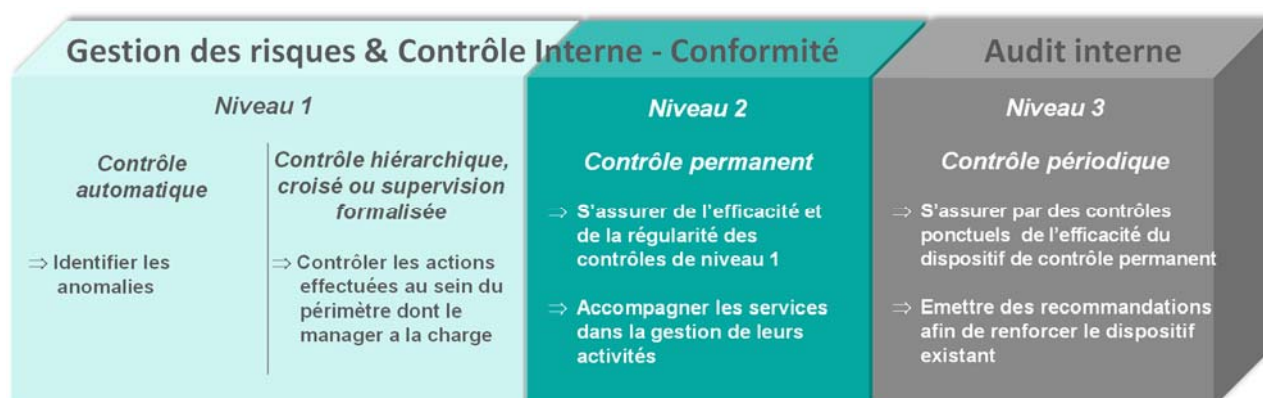 Gestion des risques & Contrôle Interne - Conformité
Audit interne
Niveau 1
Contrôle
automatique
⇒ Identifier les
anomalies
Contrôle hiérarchique,
croisé ou supervision
formalisée
⇒ Contrôler les actions
effectuées au sein du
périmètre dont le
manager a la charge
Niveau 2
Contrôle permanent
⇒ S'assurer de l'efficacité et
de la régularité des
contrôles de niveau 1
⇒ Accompagner les services
dans la gestion de leurs
activités
Niveau 3
Contrôle périodique
⇒ S'assurer par des contrôles
ponctuels de l'efficacité du
dispositif de contrôle permanent
⇒ Emettre des recommandations
afin de renforcer le dispositif
existant